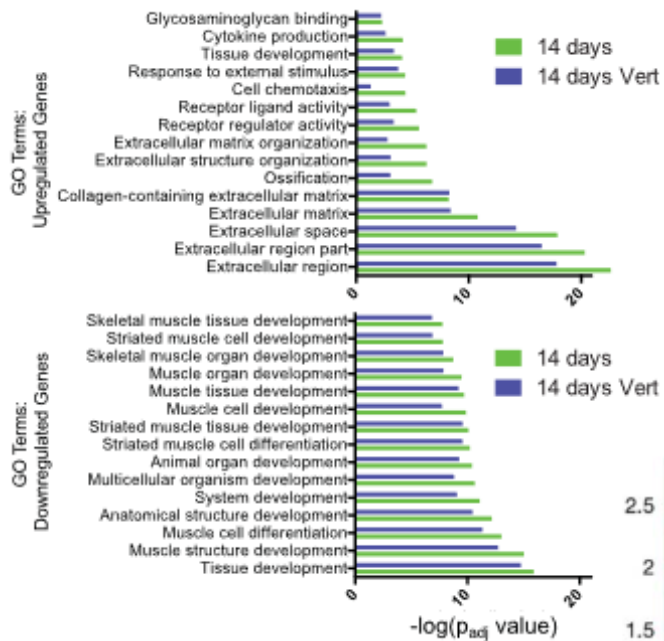 GO Terms:
Upregulated Genes
Glycosaminoglycan binding
Cytokine production
Tissue development
Response to external stimulus
Cell chemotaxis
Receptor ligand activity
Receptor regulator activity
Extracellular matrix organization
Extracellular structure organization
Ossification
Collagen-containing extracellular matrix
Extracellular matrix
Extracellular space
Extracellular region part
Extracellular region
14 days
14 days Vert
0 10 20
GO Terms:
Downregulated Genes
Skeletal muscle tissue development
Striated muscle cell development
Skeletal muscle organ development
Muscle organ development
Muscle tissue development
Muscle cell development
Striated muscle tissue development
Striated muscle cell differentiation
Animal organ development
Multicellular organism development
System development
Anatomical structure development
Muscle cell differentiation
Muscle structure development
Tissue development
14 days
14 days Vert
0 10 20
-log(padj value)
2.5
2
1.5